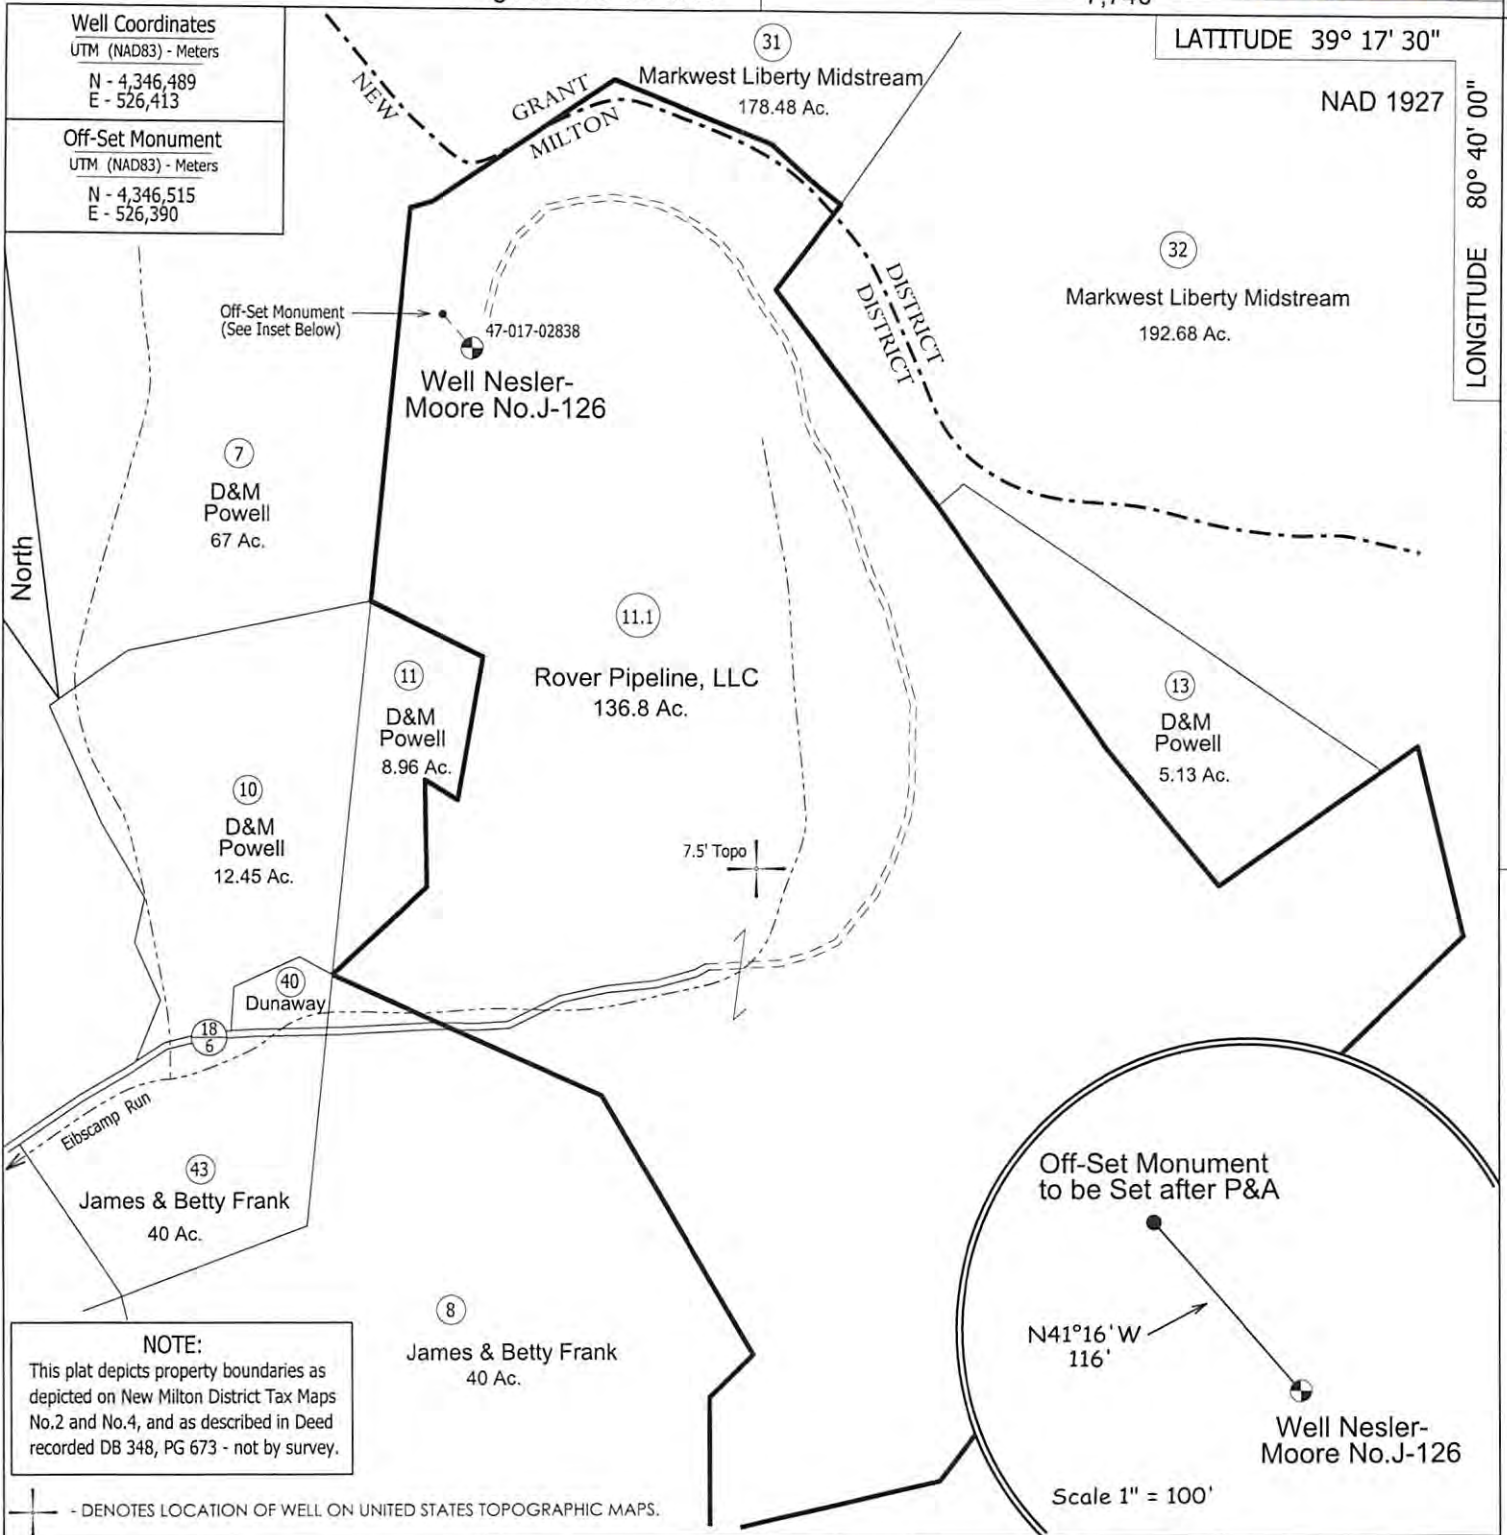 Well Coordinates
UTM (NAD83) - Meters
N - 4,346,489
E - 526,413
Off-Set Monument
UTM (NAD83) - Meters
N - 4,346,515
E - 526,390
LATITUDE 39° 17' 30"
NAD 1927
LONGITUDE 80° 40' 00"
31
Markwest Liberty Midstream
178.48 Ac.
NEW
GRANT
MILTON
DISTRICT
DISTRICT
32
Markwest Liberty Midstream
192.68 Ac.
Off-Set Monument
(See Inset Below)
47-017-02838
Well Nesler-
Moore No.J-126
7
D&M
Powell
67 Ac.
North
11.1
Rover Pipeline, LLC
136.8 Ac.
11
D&M
Powell
8.96 Ac.
13
D&M
Powell
5.13 Ac.
10
D&M
Powell
12.45 Ac.
7.5' Topo
40
Dunaway
18
6
Eibscamp Run
43
James & Betty Frank
40 Ac.
8
James & Betty Frank
40 Ac.
Off-Set Monument
to be Set after P&A
N41°16'W
116'
Well Nesler-
Moore No.J-126
Scale 1" = 100'
NOTE:
This plat depicts property boundaries as
depicted on New Milton District Tax Maps
No.2 and No.4, and as described in Deed
recorded DB 348, PG 673 - not by survey.
- DENOTES LOCATION OF WELL ON UNITED STATES TOPOGRAPHIC MAPS.